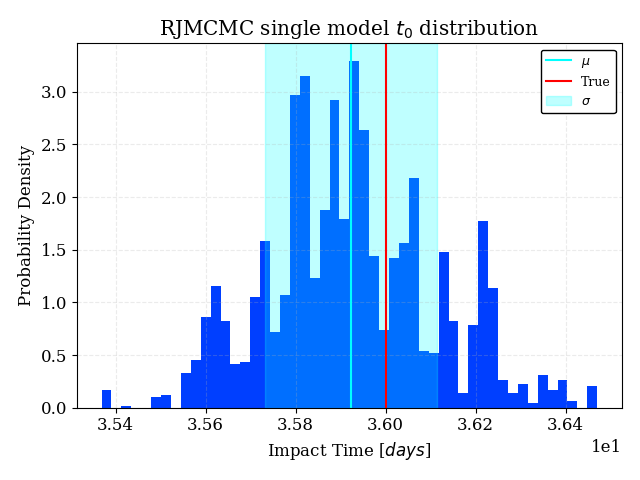 RJMCMC single model t₀ distribution
μ
True
σ
Probability Density
3.0
2.5
2.0
1.5
1.0
0.5
0.0
3.54 3.56 3.58 3.60 3.62 3.64
1e1
Impact Time [days]